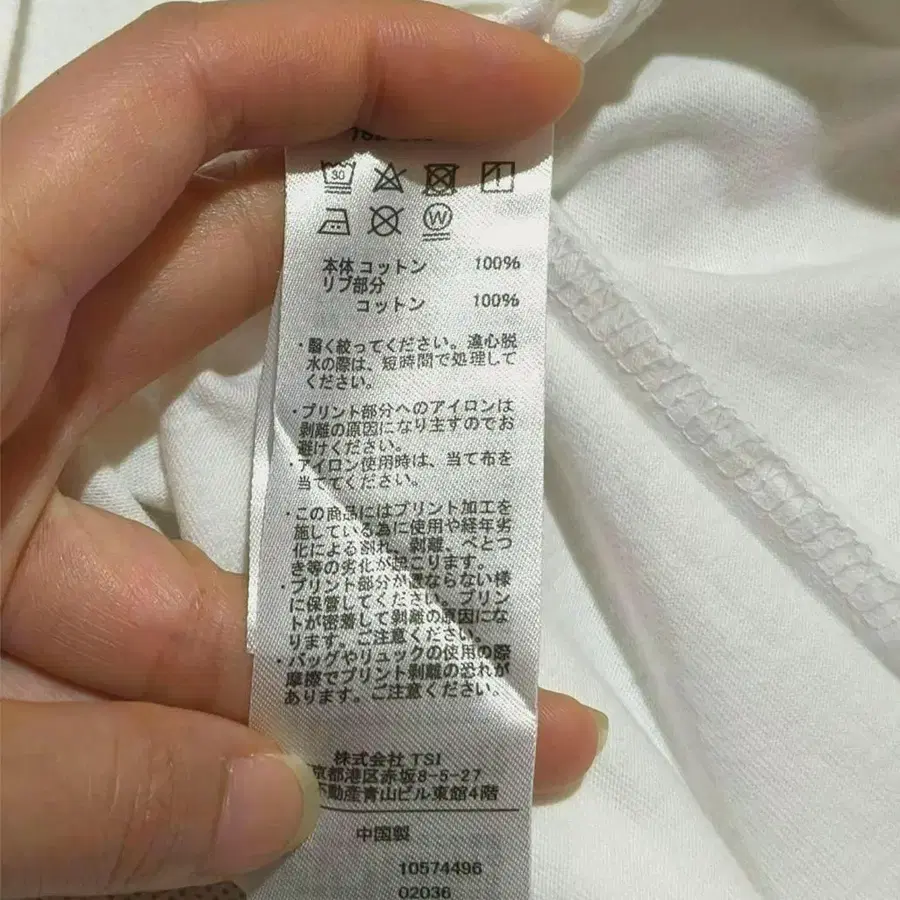 30
W
本体 コットン 100%
リブ部分
コットン 100%
・軽く絞ってください。遠心脱
水の際は、短時間で処理して
ください。
・プリント部分へのアイロンは
剥離の原因になりますのでお
避けください。
・アイロン使用時は、当て布を
当ててください。
・この商品にはプリント加工を
施している為に使用や経年劣
化による割れ、剥離、べとつ
き等の劣化が起こります。
・プリント部分が重ならない様
に保管してください。プリン
トが密着して剥離の原因にな
ります。ご注意ください。
・バッグやリュックの使用の際
摩擦でプリント剥離の恐れが
あります。ご注意ください。
株式会社 TSI
京都港区赤坂8-5-27
不動産青山ビル東館4階
中国製
10574496
02036